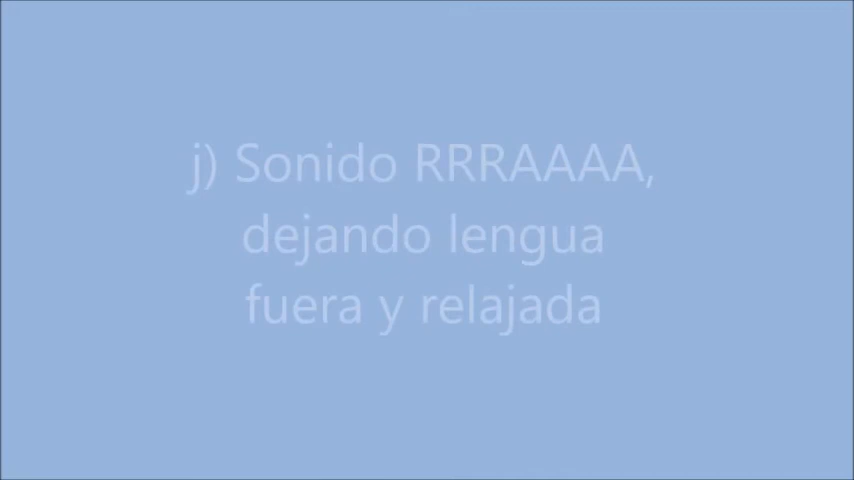 j) Sonido RRRAAAA,
dejando lengua
fuera y relajada